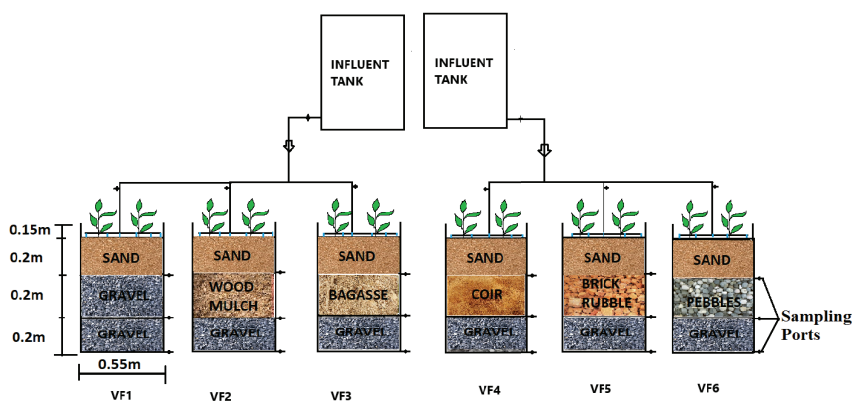 INFLUENT
TANK
INFLUENT
TANK
0.15m
0.2m
0.2m
0.2m
0.55m
SAND
GRAVEL
GRAVEL
VF1
SAND
WOOD
MULCH
GRAVEL
VF2
SAND
BAGASSE
GRAVEL
VF3
SAND
COIR
GRAVEL
VF4
SAND
BRICK
RUBBLE
GRAVEL
VF5
SAND
PEBBLES
GRAVEL
VF6
Sampling
Ports